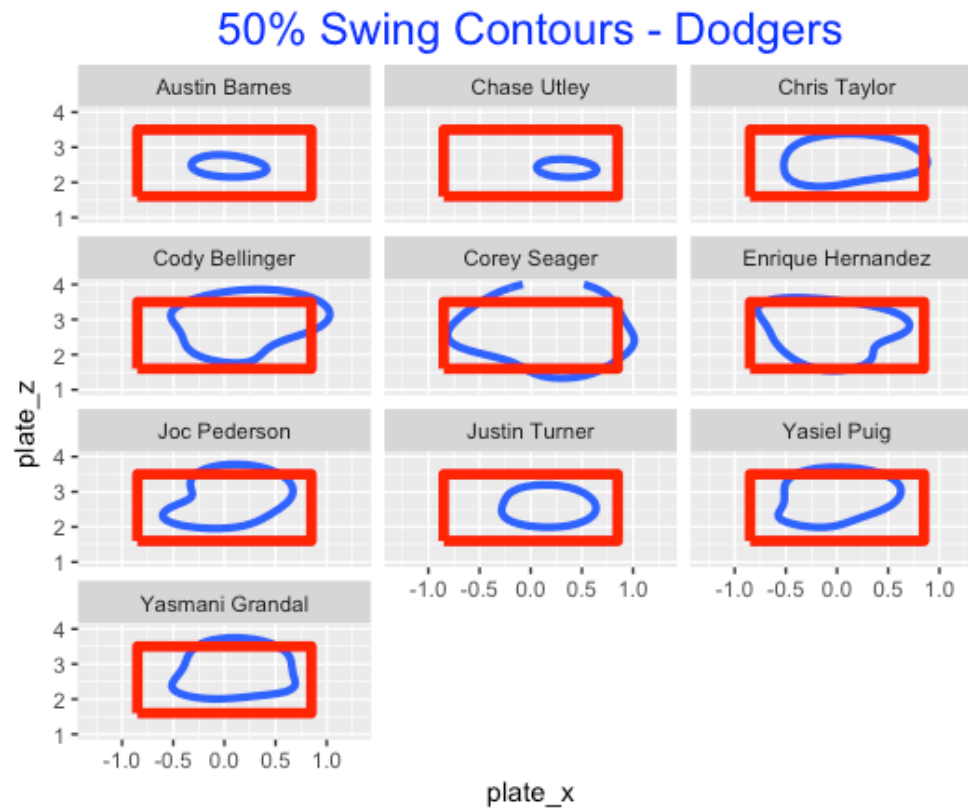 50% Swing Contours - Dodgers
Austin Barnes
Chase Utley
Chris Taylor
4
3
2
1
Cody Bellinger
Corey Seager
Enrique Hernandez
4
3
2
1
plate_z
Joc Pederson
Justin Turner
Yasiel Puig
4
3
2
1
-1.0 -0.5 0.0 0.5 1.0
-1.0 -0.5 0.0 0.5 1.0
Yasmani Grandal
4
3
2
1
-1.0 -0.5 0.0 0.5 1.0
plate_x